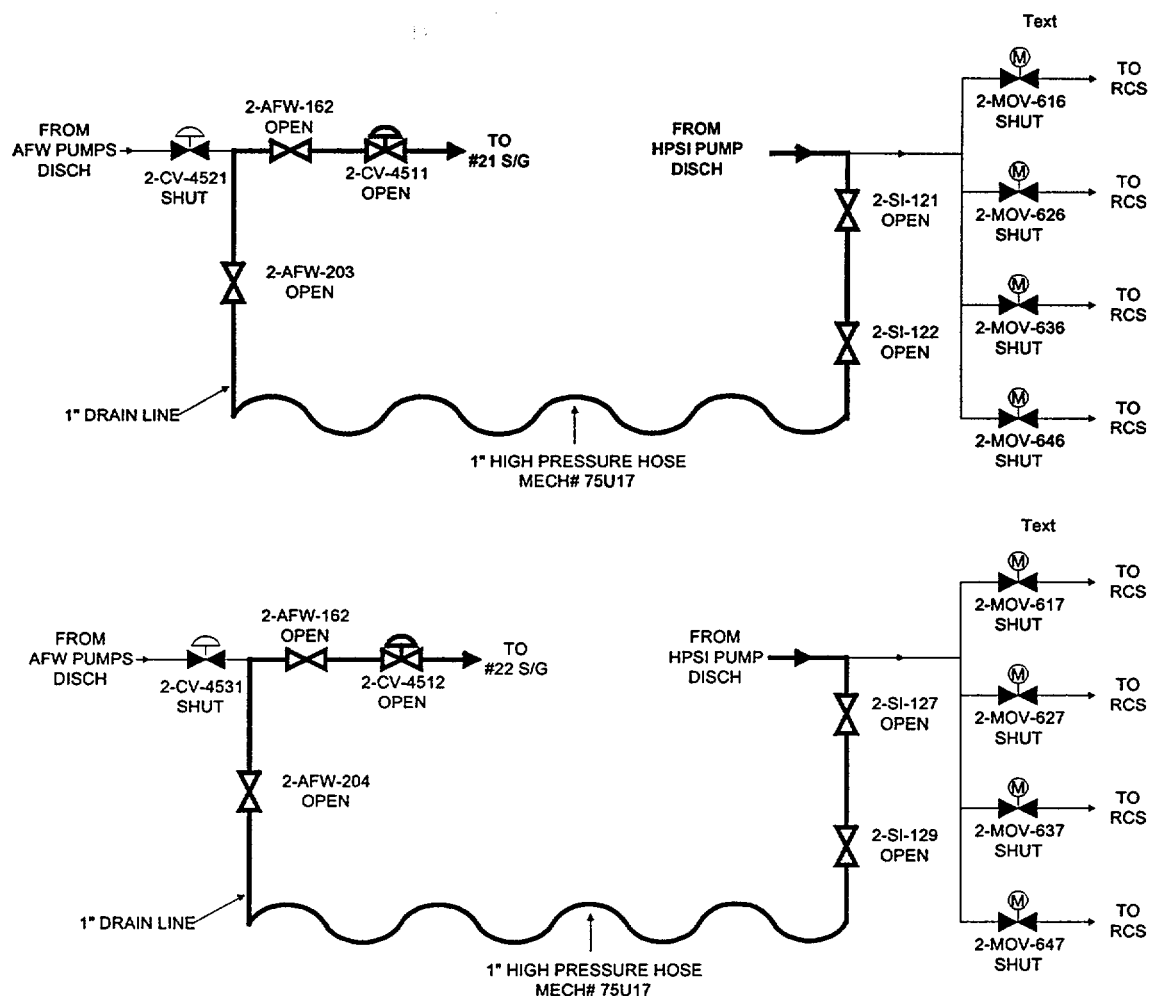 Text
M
TO
RCS
2-MOV-616
SHUT
2-AFW-162
OPEN
FROM
AFW PUMPS
DISCH
2-CV-4521
SHUT
2-CV-4511
OPEN
TO
#21 S/G
FROM
HPSI PUMP
DISCH
2-SI-121
OPEN
M
TO
RCS
2-MOV-626
SHUT
2-AFW-203
OPEN
M
TO
RCS
2-MOV-636
SHUT
2-SI-122
OPEN
M
TO
RCS
2-MOV-646
SHUT
1" DRAIN LINE
1" HIGH PRESSURE HOSE
MECH# 75U17
Text
M
TO
RCS
2-MOV-617
SHUT
2-AFW-162
OPEN
FROM
AFW PUMPS
DISCH
2-CV-4531
SHUT
2-CV-4512
OPEN
TO
#22 S/G
FROM
HPSI PUMP
DISCH
2-SI-127
OPEN
M
TO
RCS
2-MOV-627
SHUT
2-AFW-204
OPEN
M
TO
RCS
2-MOV-637
SHUT
2-SI-129
OPEN
M
TO
RCS
2-MOV-647
SHUT
1" DRAIN LINE
1" HIGH PRESSURE HOSE
MECH# 75U17